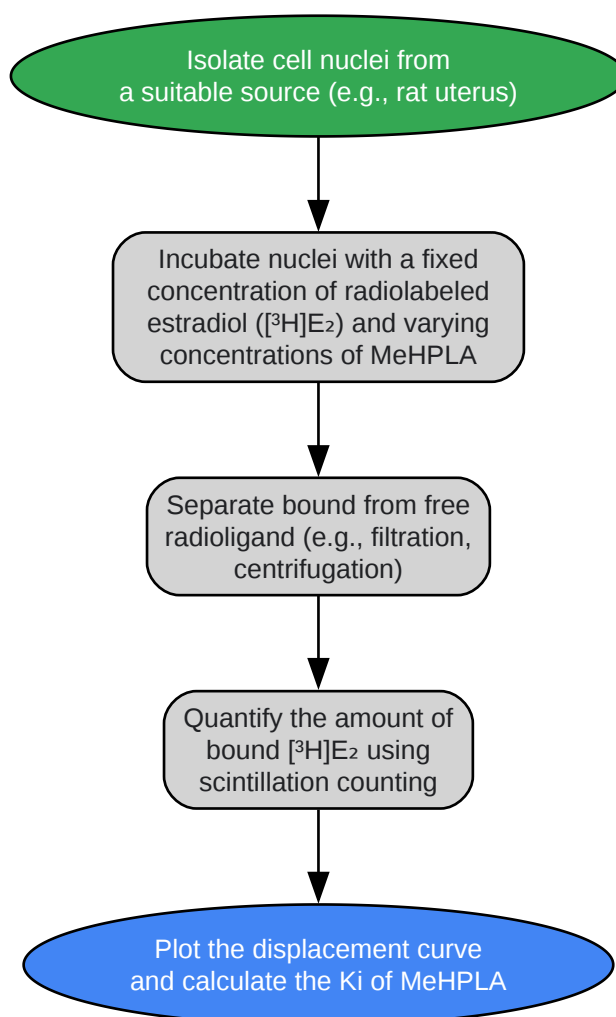 Isolate cell nuclei from
a suitable source (e.g., rat uterus)
Incubate nuclei with a fixed
concentration of radiolabeled
estradiol ([³H]E₂) and varying
concentrations of MeHPLA
Separate bound from free
radioligand (e.g., filtration,
centrifugation)
Quantify the amount of
bound [³H]E₂ using
scintillation counting
Plot the displacement curve
and calculate the Ki of MeHPLA